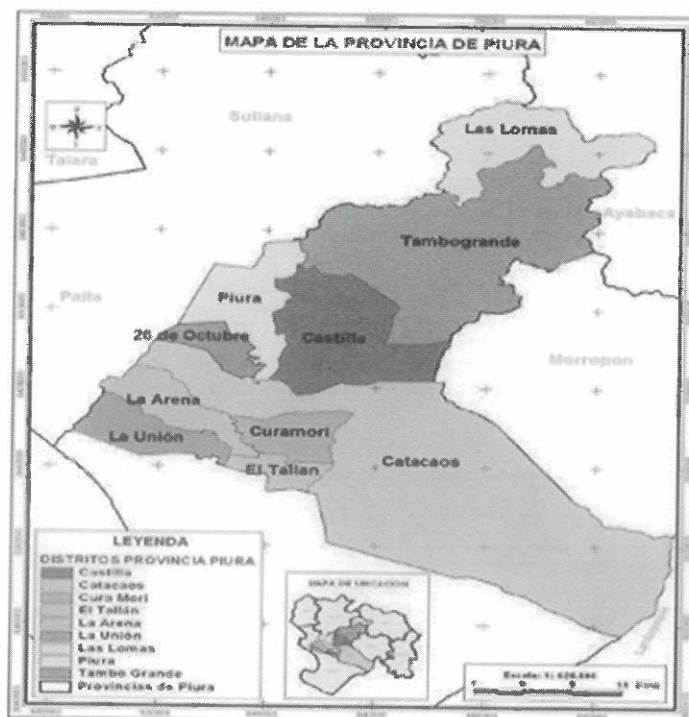 MAPA DE LA PROVINCIA DE PIURA
Sullana
Las Lomas
Talara
Ayabaca
Tambogrande
Piura
Paita
26 de Octubre
Castilla
Morropon
La Arena
La Unión
Curamori
Catacaos
El Tallan
LEYENDA
DISTRITOS PROVINCIA PIURA
Castilla
Catacaos
Cura Mori
El Tallán
La Arena
La Unión
Las Lomas
Piura
Tambo Grande
Provincias de Piura
MAPA DE UBICACION